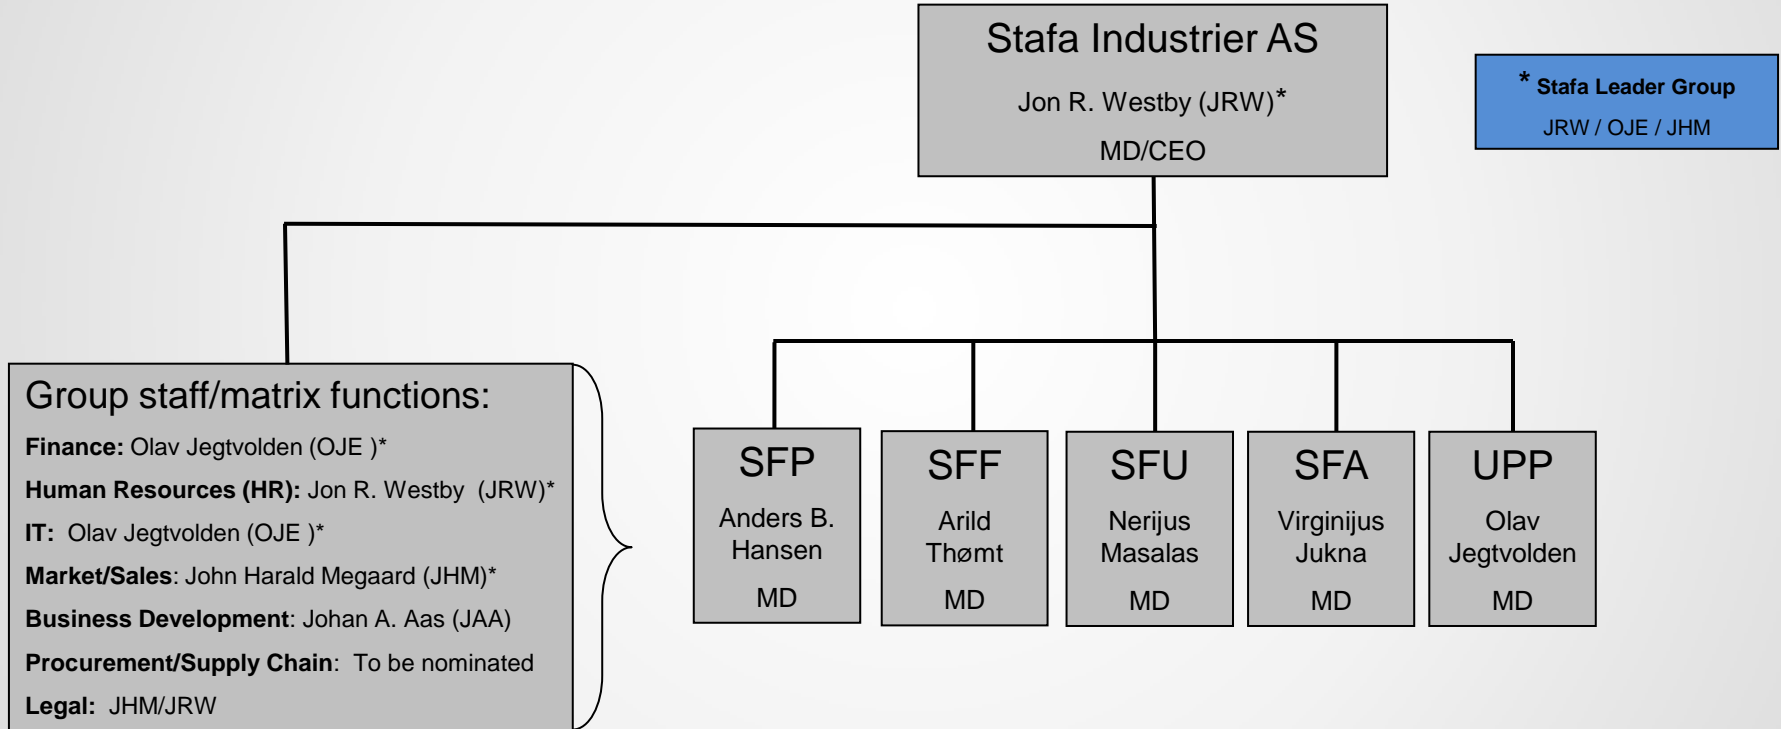 Stafa Industrier AS
Jon R. Westby (JRW)*
MD/CEO
* Stafa Leader Group
JRW / OJE / JHM
Group staff/matrix functions:
Finance: Olav Jegtvolden (OJE )*
Human Resources (HR): Jon R. Westby (JRW)*
IT: Olav Jegtvolden (OJE )*
Market/Sales: John Harald Megaard (JHM)*
Business Development: Johan A. Aas (JAA)
Procurement/Supply Chain: To be nominated
Legal: JHM/JRW
SFP
Anders B.
Hansen
MD
SFF
Arild
Thømt
MD
SFU
Nerijus
Masalas
MD
SFA
Virginijus
Jukna
MD
UPP
Olav
Jegtvolden
MD